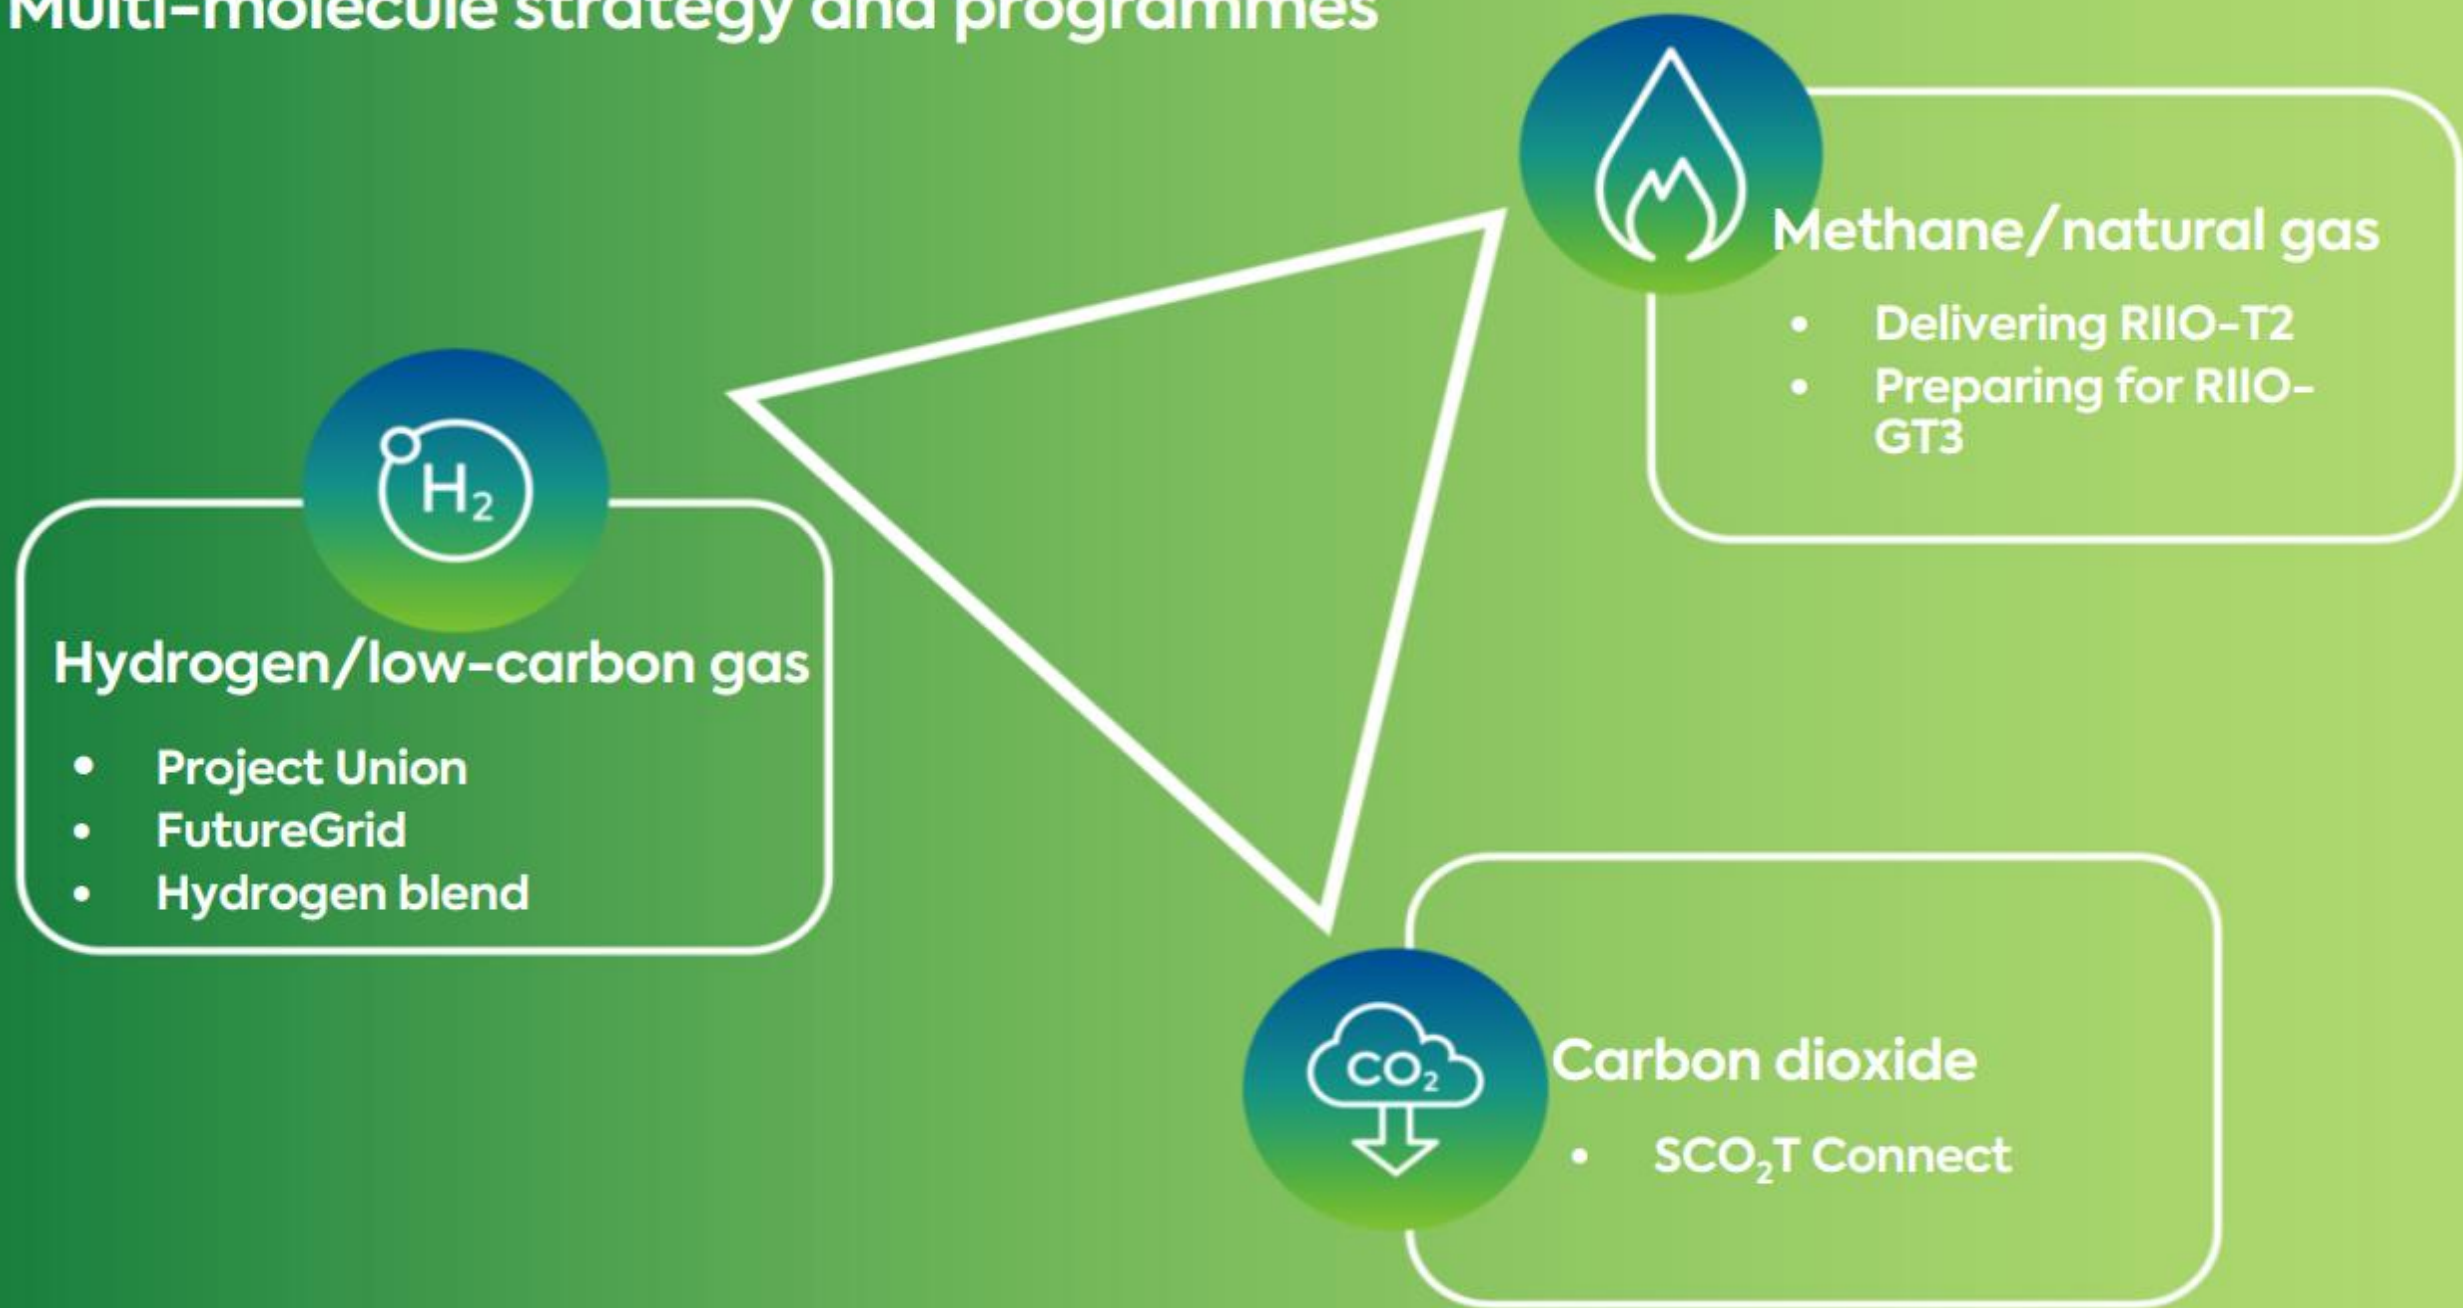 Multi-molecule strategy and programmes
Methane/natural gas
• Delivering RIIO-T2
• Preparing for RIIO-
GT3
H₂
Hydrogen/low-carbon gas
• Project Union
• FutureGrid
• Hydrogen blend
CO₂
Carbon dioxide
• SCO₂T Connect